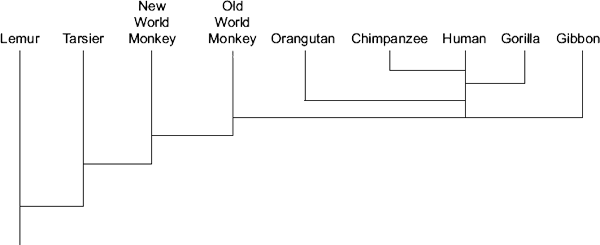 New
World
Monkey
Old
World
Monkey
Lemur Tarsier Orangutan Chimpanzee Human Gorilla Gibbon